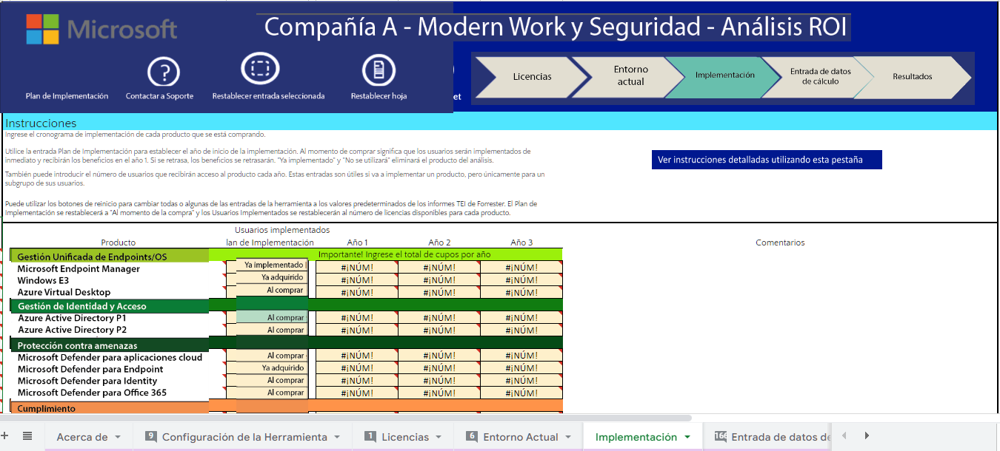 Microsoft
Compañía A - Modern Work y Seguridad - Análisis ROI
Plan de Implementación
Contactar a Soporte
Restablecer entrada seleccionada
Restablecer hoja
et
Licencias
Entorno
actual
Implementación
Entrada de datos
de cálculo
Resultados
Instrucciones
Ingrese el cronograma de implementación de cada producto que se está comprando.
Utilice la entrada Plan de Implementación para establecer el año de inicio de la implementación. Al momento de comprar significa que los usuarios serán implementados de
inmediato y recibirán los beneficios en el año 1. Si se retrasa, los beneficios se retrasarán. "Ya implementado" y "No se utilizará" eliminará el producto del análisis.
También puede introducir el número de usuarios que recibirán acceso al producto cada año. Estas entradas son útiles si va a implementar un producto, pero únicamente para un
subgrupo de sus usuarios.
Puede utilizar los botones de reinicio para cambiar todas o algunas de las entradas de la herramienta a los valores predeterminados de los informes TEI de Forrester. El Plan de
Implementación se restablecerá a "Al momento de la compra" y los Usuarios Implementados se restablecerán al número de licencias disponibles para cada producto.
Ver instrucciones detalladas utilizando esta pestaña
Usuarios implementados
Producto lan de Implementación Año 1 Año 2 Año 3 Comentarios
Gestión Unificada de Endpoints/OS Importante! Ingrese el total de cupos por año
Microsoft Endpoint Manager Ya implementado #¡NÚM! #¡NÚM! #¡NÚM!
Windows E3 Ya adquirido #¡NÚM! #¡NÚM! #¡NÚM!
Azure Virtual Desktop Al comprar #¡NÚM! #¡NÚM! #¡NÚM!
Gestión de Identidad y Acceso
Azure Active Directory P1 Al comprar #¡NÚM! #¡NÚM! #¡NÚM!
Azure Active Directory P2 Al comprar #¡NÚM! #¡NÚM! #¡NÚM!
Protección contra amenazas
Microsoft Defender para aplicaciones cloud Al comprar #¡NÚM! #¡NÚM! #¡NÚM!
Microsoft Defender para Endpoint Ya adquirido #¡NÚM! #¡NÚM! #¡NÚM!
Microsoft Defender para Identity Al comprar #¡NÚM! #¡NÚM! #¡NÚM!
Microsoft Defender para Office 365 Al comprar #¡NÚM! #¡NÚM! #¡NÚM!
Cumplimiento
Acerca de 9 Configuración de la Herramienta 1 Licencias 6 Entorno Actual Implementación 166 Entrada de datos de